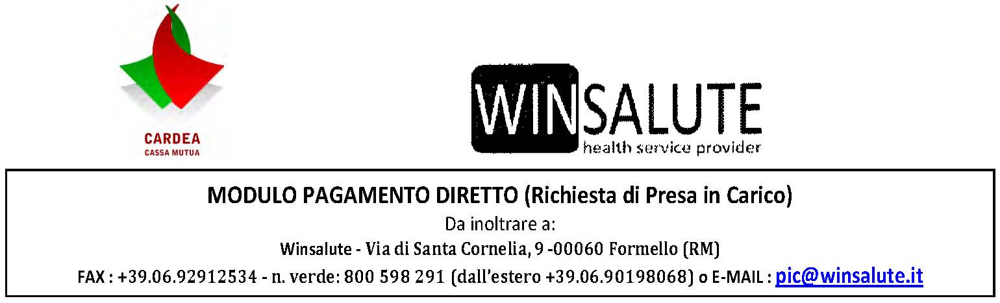 CARDEA
CASSA MUTUA
WINSALUTE
health service provider
MODULO PAGAMENTO DIRETTO (Richiesta di Presa in Carico)
Da inoltrare a:
Winsalute - Via di Santa Cornelia, 9 -00060 Formello (RM)
FAX : +39.06.92912534 - n. verde: 800 598 291 (dall'estero +39.06.90198068) o E-MAIL : pic@winsalute.it